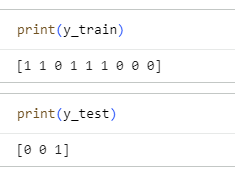 print(y_train)
[1 1 0 1 1 1 0 0 0]
print(y_test)
[0 0 1]